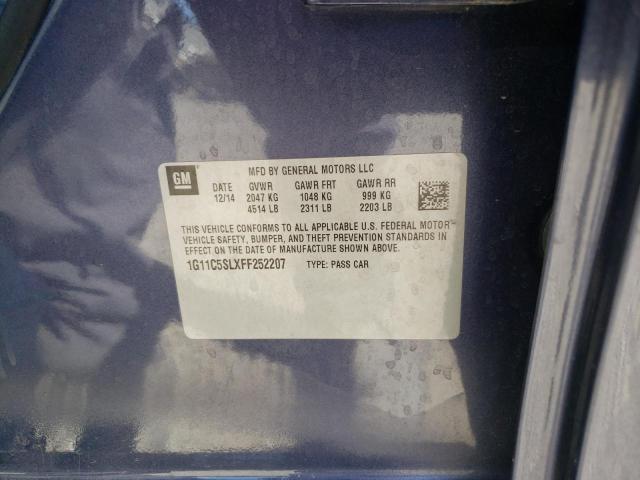 GM
MFD BY GENERAL MOTORS LLC
DATE GVWR GAWR FRT GAWR RR
12/14 2047 KG 1048 KG 999 KG
4514 LB 2311 LB 2203 LB
THIS VEHICLE CONFORMS TO ALL APPLICABLE U.S. FEDERAL MOTOR
VEHICLE SAFETY, BUMPER, AND THEFT PREVENTION STANDARDS IN
EFFECT ON THE DATE OF MANUFACTURE SHOWN ABOVE.
1G11C5SLXFF252207 TYPE: PASS CAR